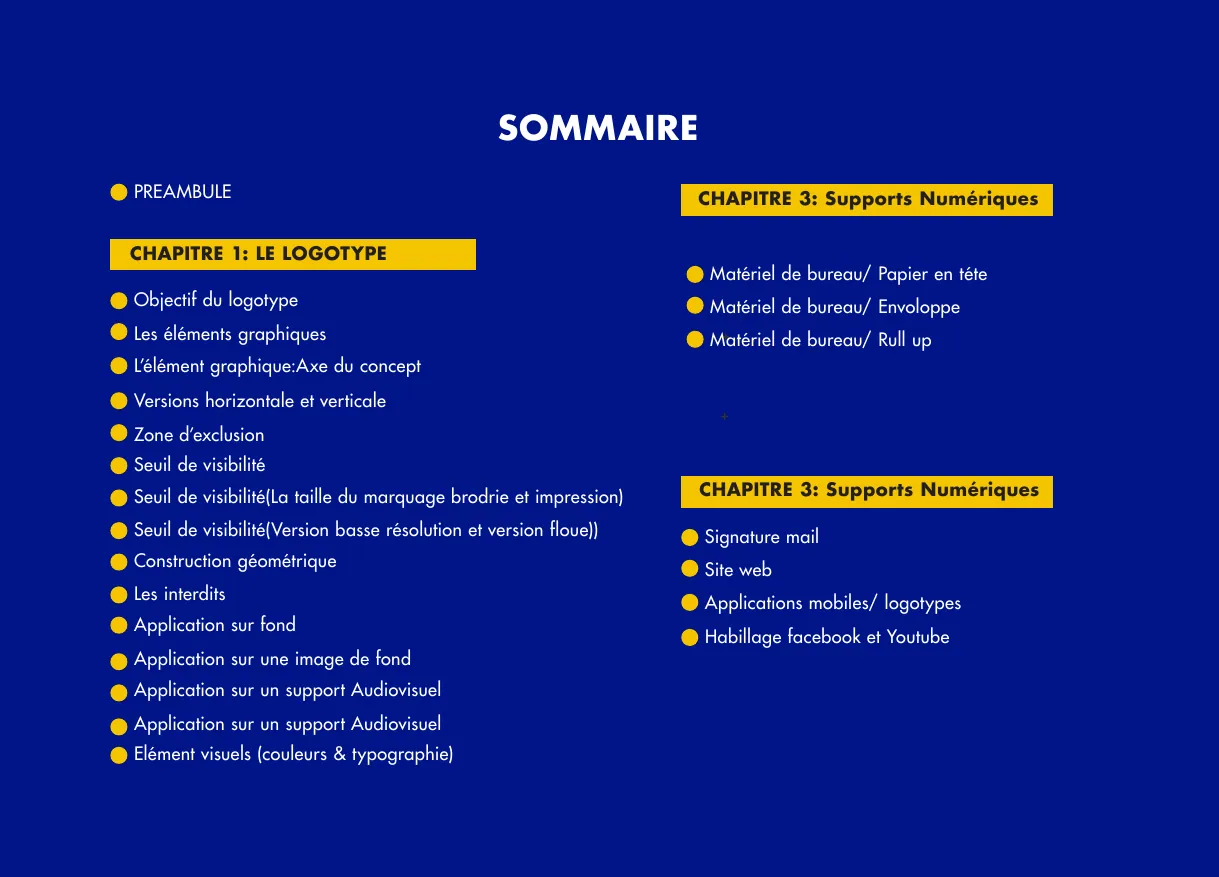 SOMMAIRE
PREAMBULE
CHAPITRE 1: LE LOGOTYPE
Objectif du logotype
Les éléments graphiques
L'élément graphique:Axe du concept
Versions horizontale et verticale
Zone d'exclusion
Seuil de visibilité
Seuil de visibilité(La taille du marquage brodrie et impression)
Seuil de visibilité(Version basse résolution et version floue))
Construction géométrique
Les interdits
Application sur fond
Application sur une image de fond
Application sur un support Audiovisuel
Application sur un support Audiovisuel
Elément visuels (couleurs & typographie)
CHAPITRE 3: Supports Numériques
Matériel de bureau/ Papier en téte
Matériel de bureau/ Envoloppe
Matériel de bureau/ Rull up
+
CHAPITRE 3: Supports Numériques
Signature mail
Site web
Applications mobiles/ logotypes
Habillage facebook et Youtube